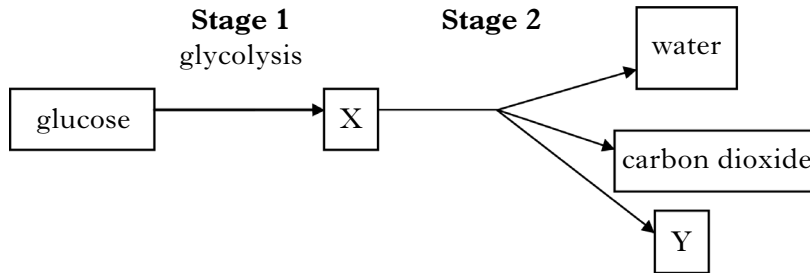 Stage 1
glycolysis
Stage 2
glucose
X
water
carbon dioxide
Y